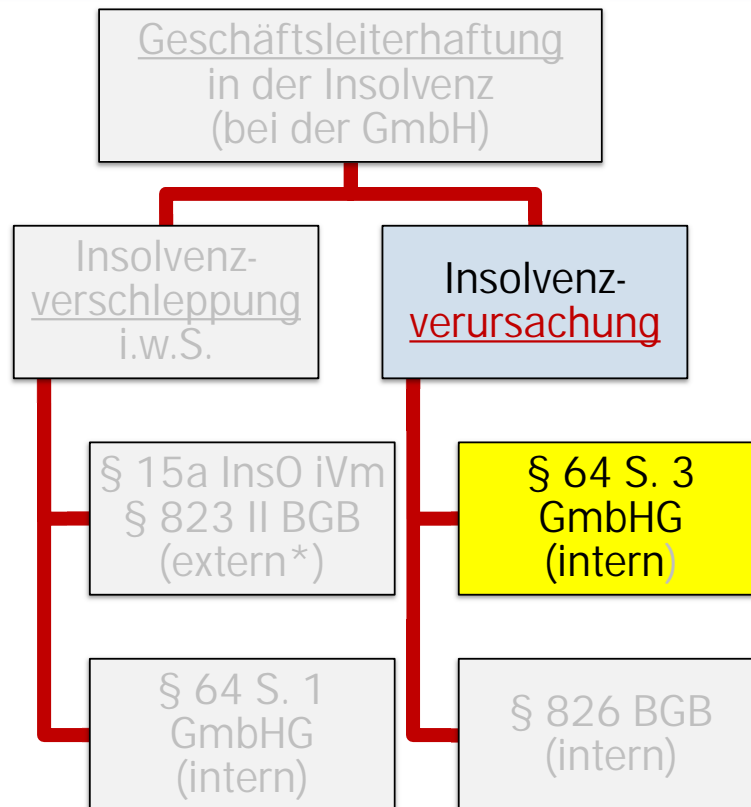 Geschäftsleiterhaftung
in der Insolvenz
(bei der GmbH)
Insolvenz-
verschleppung
i.w.S.
Insolvenz-
verursachung
§ 15a InsO iVm
§ 823 II BGB
(extern*)
§ 64 S. 3
GmbHG
(intern)
§ 64 S. 1
GmbHG
(intern)
§ 826 BGB
(intern)